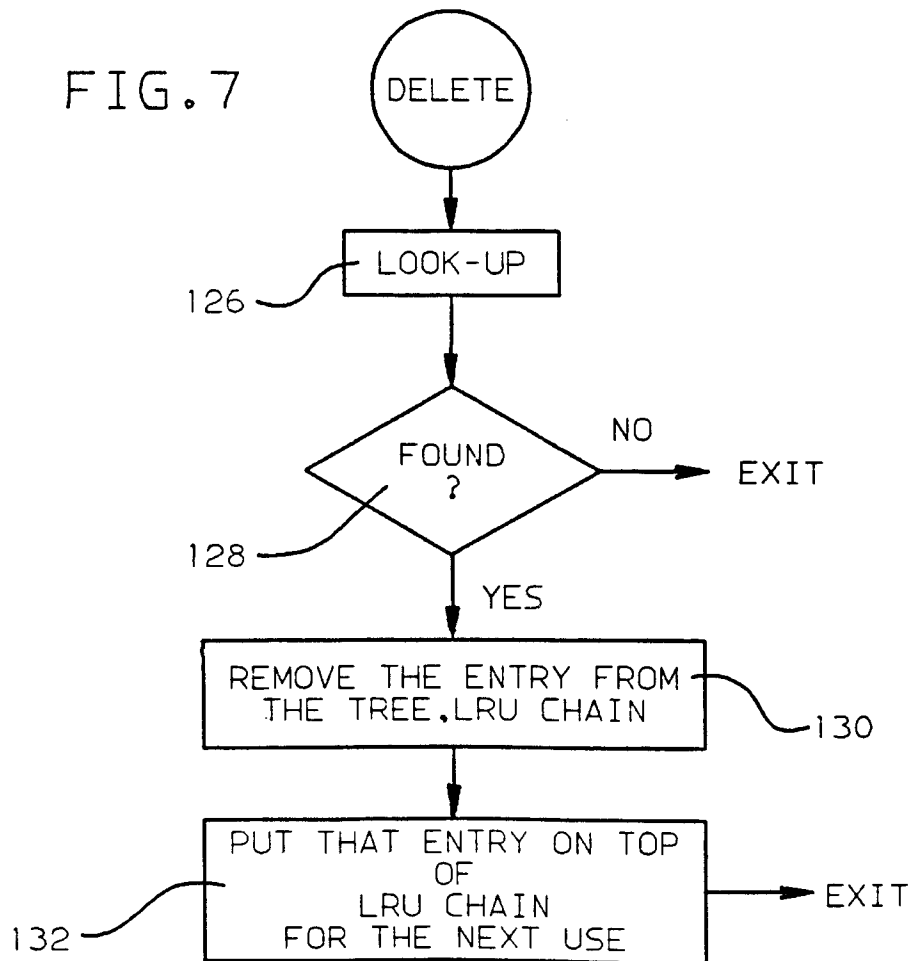 FIG.7
DELETE
LOOK-UP
126
FOUND
?
NO
EXIT
128
YES
REMOVE THE ENTRY FROM
THE TREE.LRU CHAIN
130
PUT THAT ENTRY ON TOP
OF
LRU CHAIN
FOR THE NEXT USE
EXIT
132